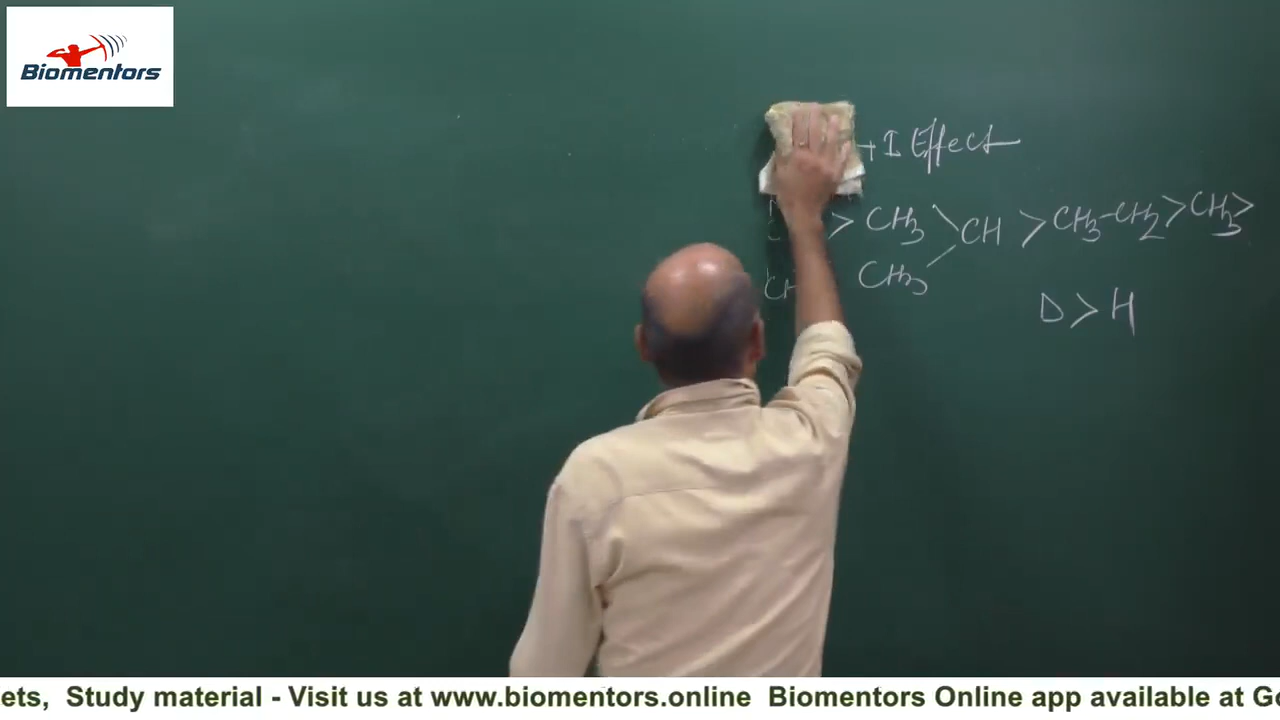 Biomentors
+I Effect
> CH3 \ CH > CH3-CH2 > CH3 >
CH3 /
D > H
ets, Study material - Visit us at www.biomentors.online Biomentors Online app available at Go